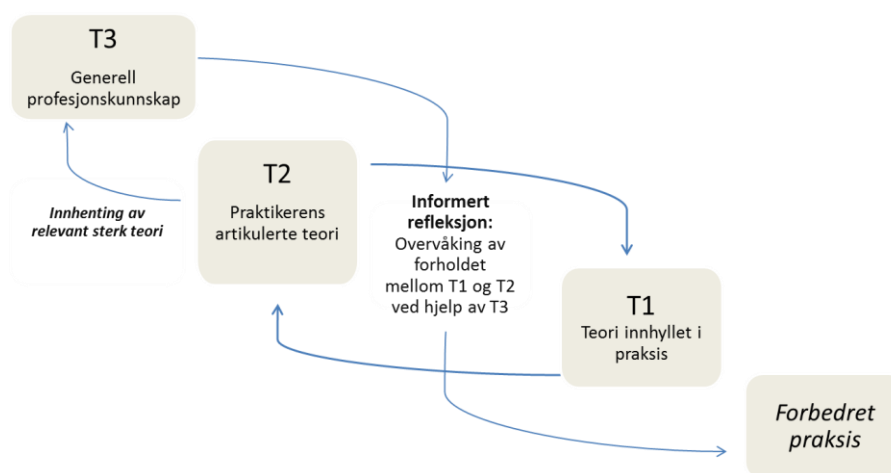 T3
Generell
profesjonskunnskap
T2
Praktikerens
artikulerte teori
Innhenting av
relevant sterk teori
Informert
refleksjon:
Overvåking av
forholdet
mellom T1 og T2
ved hjelp av T3
T1
Teori innhyllet i
praksis
Forbedret
praksis